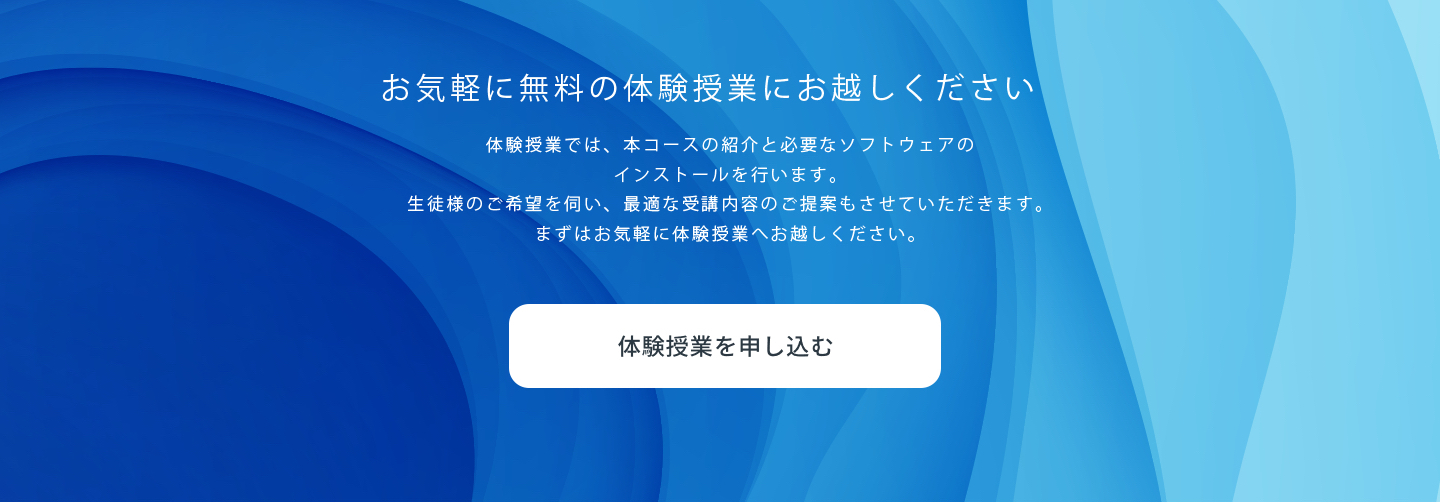 お気軽に無料の体験授業にお越しください
体験授業では、本コースの紹介と必要なソフトウェアの
インストールを行います。
生徒様のご希望を伺い、最適な受講内容のご提案もさせていただきます。
まずはお気軽に体験授業へお越しください。
体験授業を申し込む